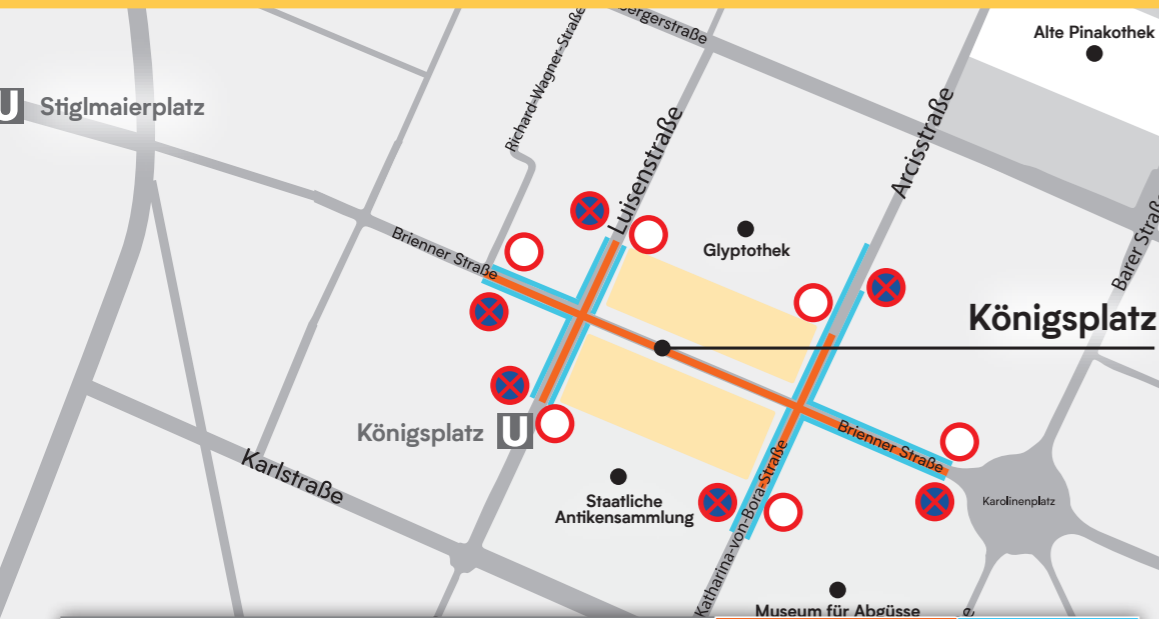 Richard-Wagner-Straße
Alte Pinakothek
U Stiglmaierplatz
Luisenstraße
Arcisstraße
Barer Straße
Glyptothek
Brienner Straße
Königsplatz
Königsplatz U
Brienner Straße
Karlstraße
Katharina-von-Bora-Straße
Karolinenplatz
Staatliche
Antikensammlung
Museum für Abgüsse